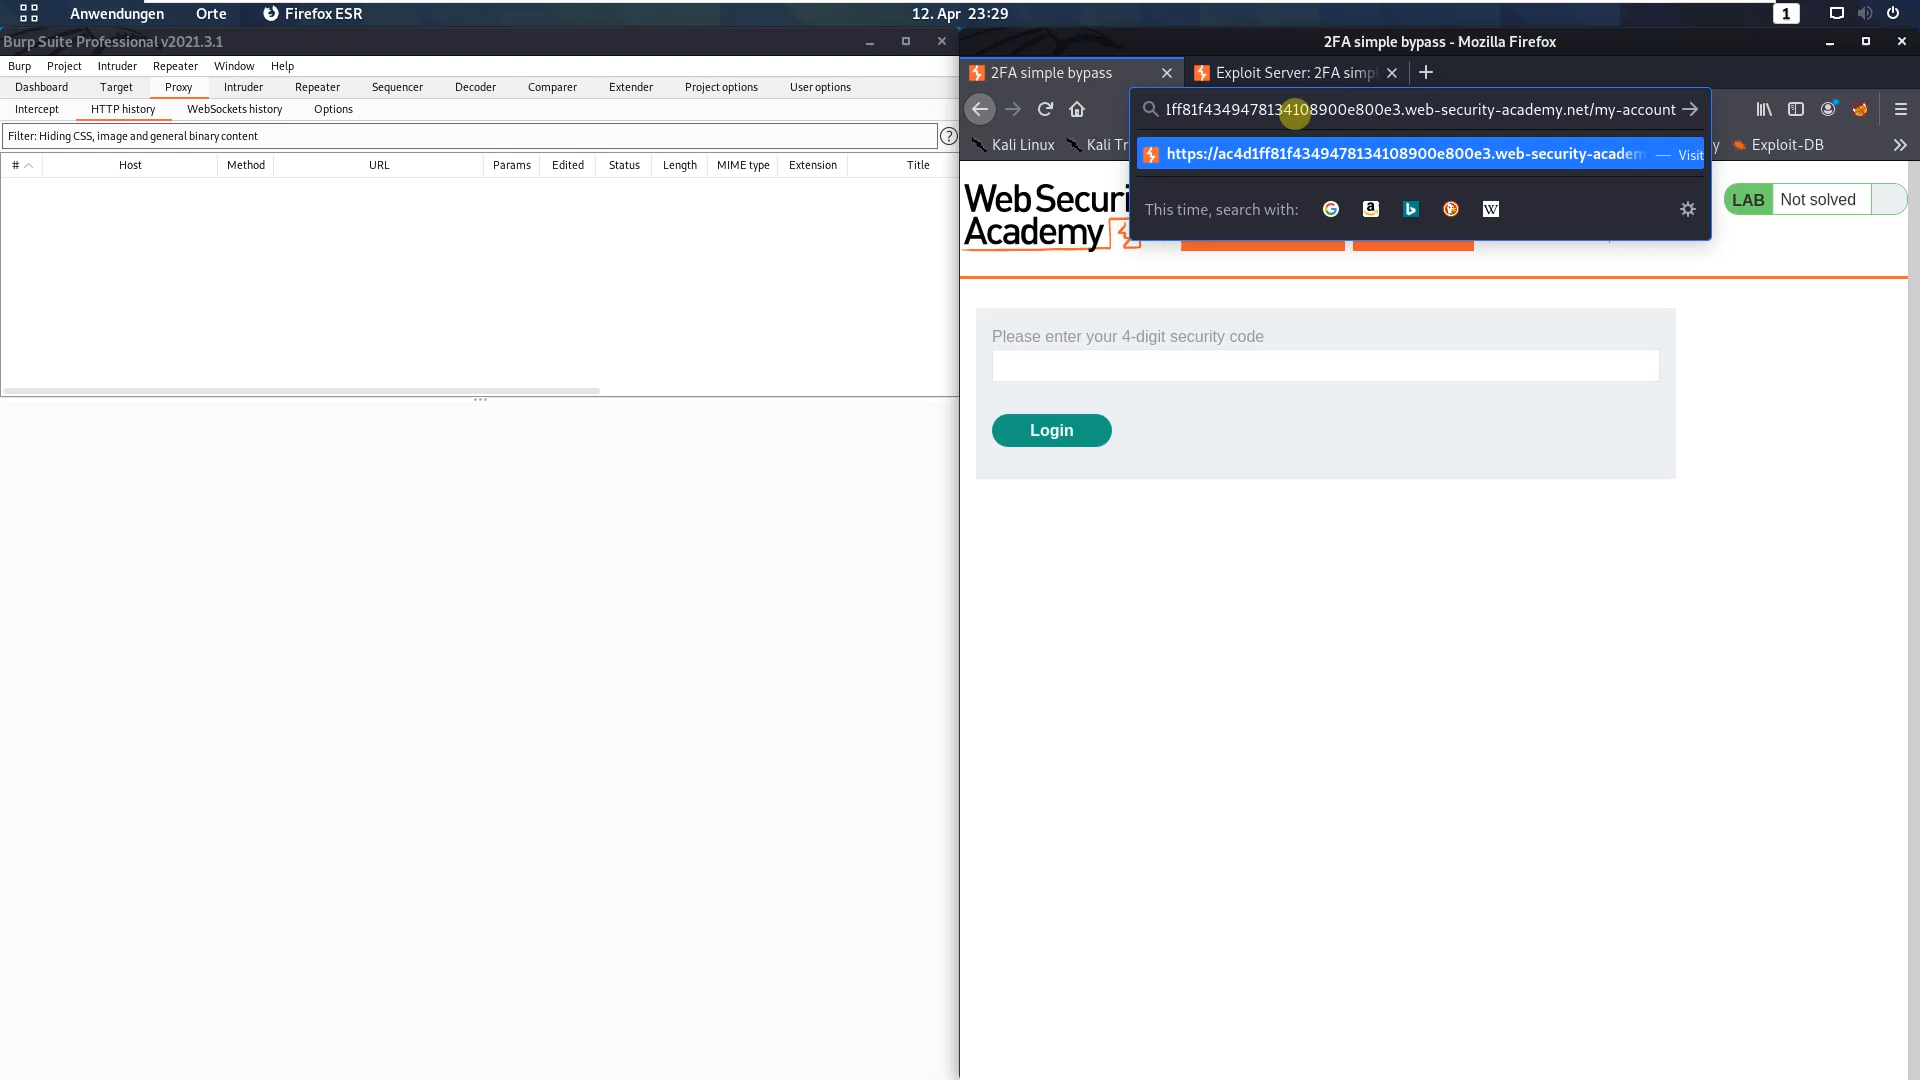 Anwendungen Orte Firefox ESR 12. Apr 23:29 1
Burp Suite Professional v2021.3.1
Burp Project Intruder Repeater Window Help
Dashboard Target Proxy Intruder Repeater Sequencer Decoder Comparer Extender Project options User options
Intercept HTTP history WebSockets history Options
Filter: Hiding CSS, image and general binary content ?
# Host Method URL Params Edited Status Length MIME type Extension Title
2FA simple bypass - Mozilla Firefox
2FA simple bypass Exploit Server: 2FA simp
1ff81f4349478134108900e800e3.web-security-academy.net/my-account
Kali Linux Kali Tr y Exploit-DB
https://ac4d1ff81f4349478134108900e800e3.web-security-academ — Visit
This time, search with:
Web Securi
Academy
LAB Not solved
Please enter your 4-digit security code
Login